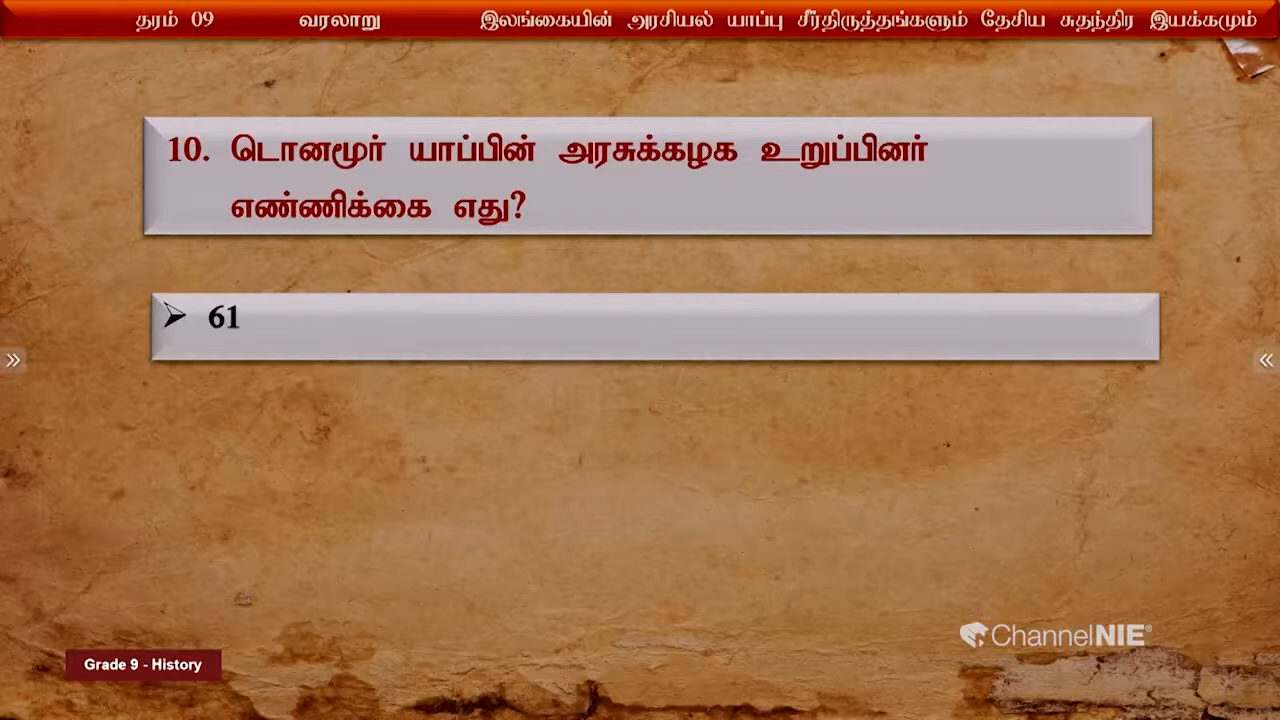 தரம் 09 வரலாறு இலங்கையின் அரசியல் யாப்பு சீர்திருத்தங்களும் தேசிய சுதந்திர இயக்கமும்
10. டொனமூர் யாப்பின் அரசுக்கழக உறுப்பினர்
எண்ணிக்கை எது?
➢ 61
ChannelNIE®
Grade 9 - History